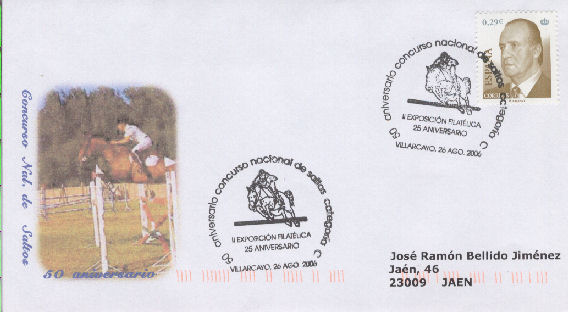 Concurso Nal. de Saltos
50 aniversario
0,29€
ESPAÑA
CORREOS
50 aniversario concurso nacional de saltos categoría C
II EXPOSICIÓN FILATÉLICA
25 ANIVERSARIO
VILLARCAYO, 26 AGO. 2006
50 aniversario concurso nacional de saltos categoría C
II EXPOSICIÓN FILATÉLICA
25 ANIVERSARIO
VILLARCAYO, 26 AGO. 2006
José Ramón Bellido Jiménez
Jaén, 46
23009 JAEN